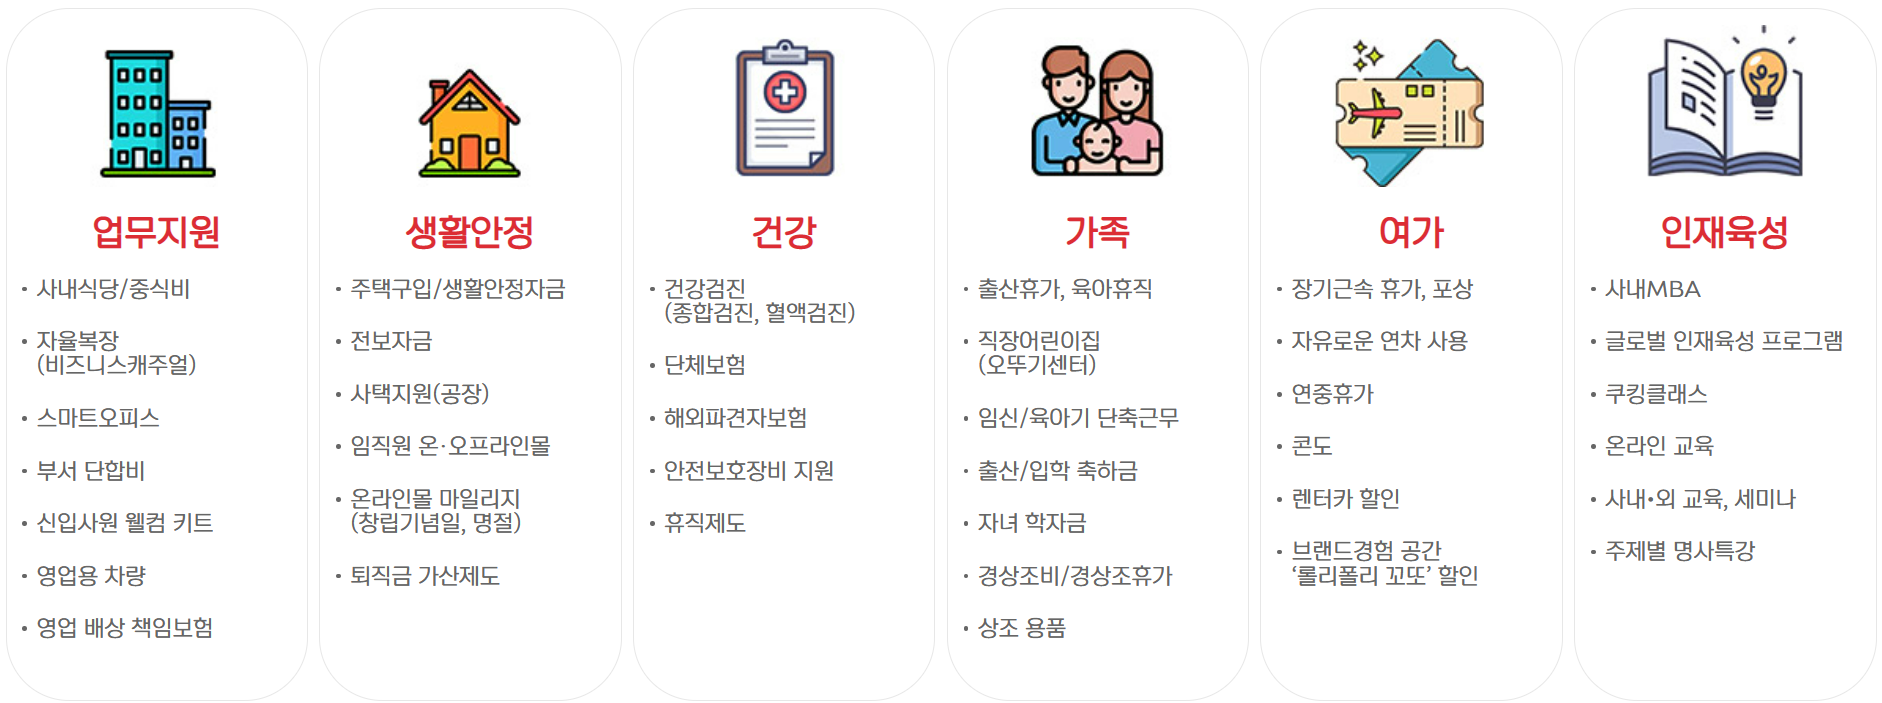 업무지원
• 사내식당/중식비
• 자율복장
(비즈니스캐주얼)
• 스마트오피스
• 부서 단합비
• 신입사원 웰컴 키트
• 영업용 차량
• 영업 배상 책임보험
생활안정
• 주택구입/생활안정자금
• 전보자금
• 사택지원(공장)
• 임직원 온·오프라인몰
• 온라인몰 마일리지
(창립기념일, 명절)
• 퇴직금 가산제도
건강
• 건강검진
(종합검진, 혈액검진)
• 단체보험
• 해외파견자보험
• 안전보호장비 지원
• 휴직제도
가족
• 출산휴가, 육아휴직
• 직장어린이집
(오뚜기센터)
• 임신/육아기 단축근무
• 출산/입학 축하금
• 자녀 학자금
• 경상조비/경상조휴가
• 상조 용품
여가
• 장기근속 휴가, 포상
• 자유로운 연차 사용
• 연중휴가
• 콘도
• 렌터카 할인
• 브랜드경험 공간
‘롤리폴리 꼬또’ 할인
인재육성
• 사내MBA
• 글로벌 인재육성 프로그램
• 쿠킹클래스
• 온라인 교육
• 사내•외 교육, 세미나
• 주제별 명사특강